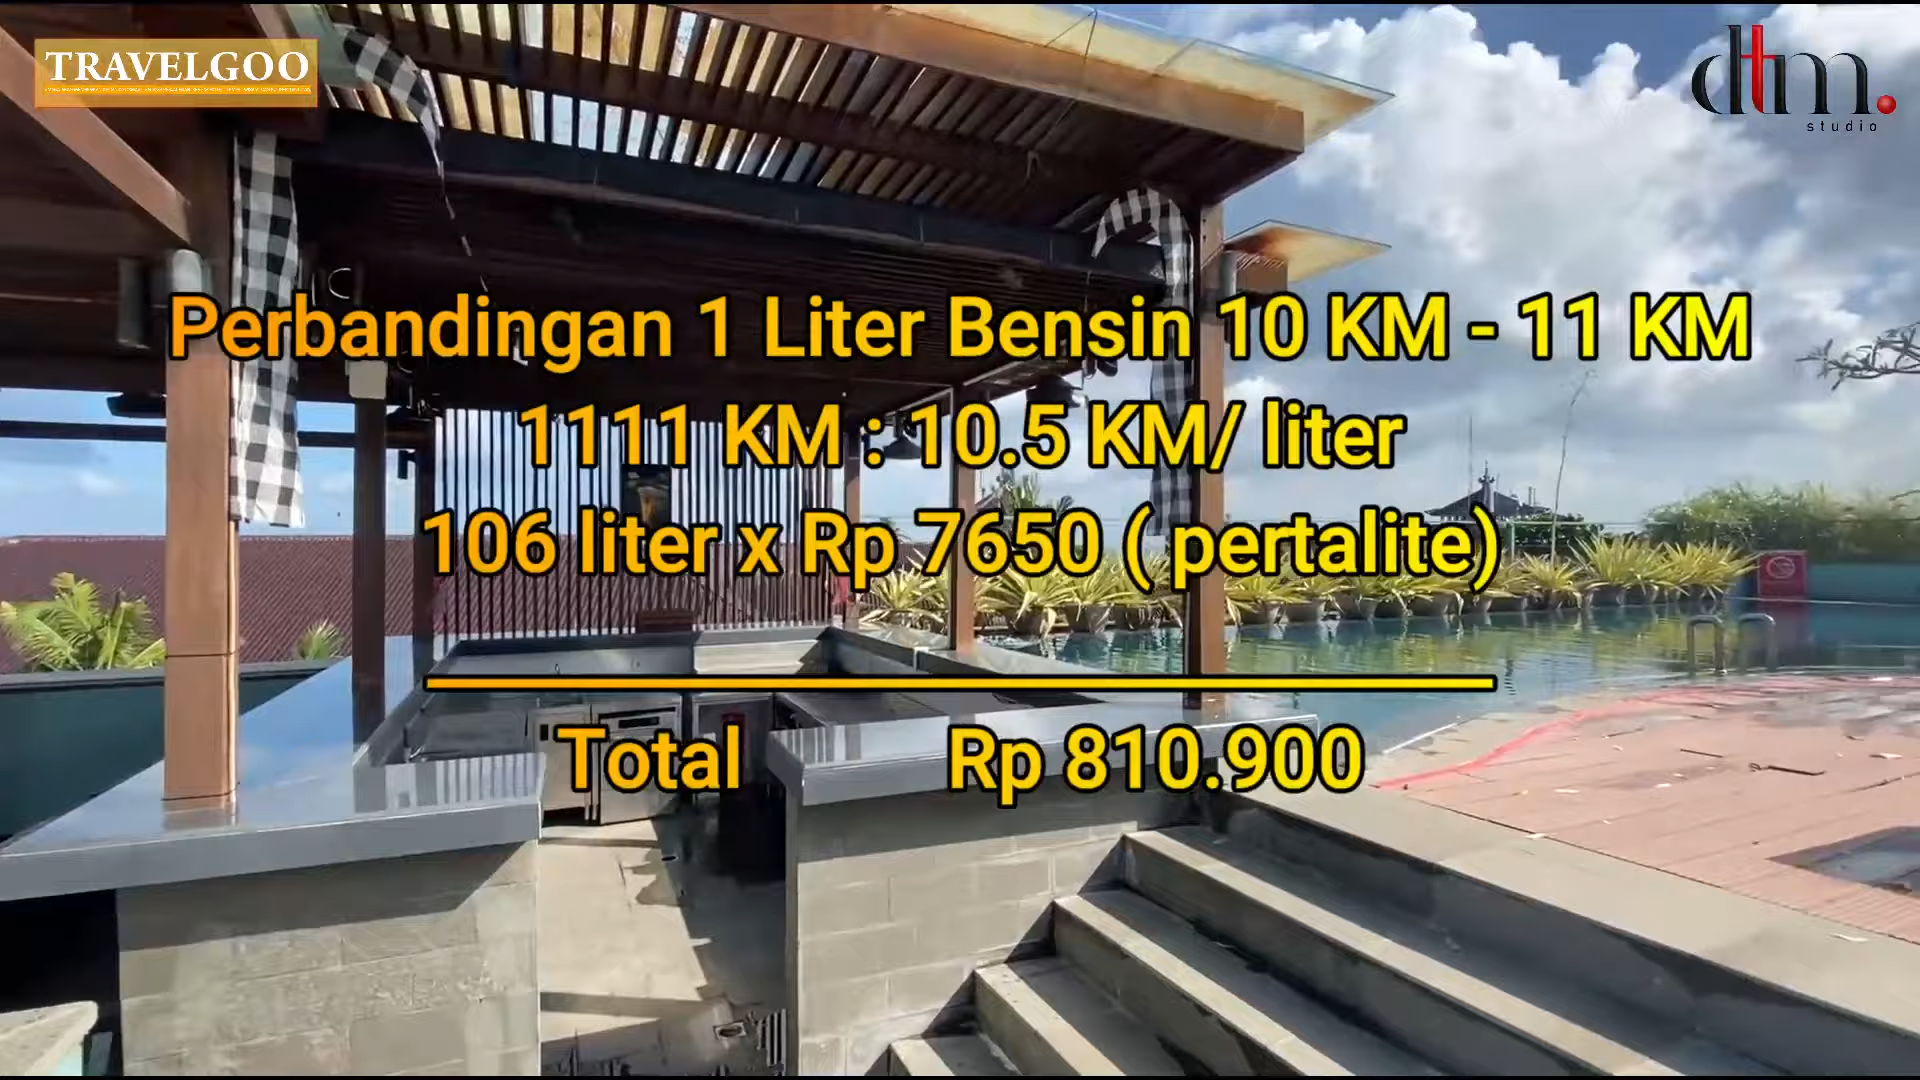 TRAVELGOO
dtm.
studio
Perbandingan 1 Liter Bensin 10 KM - 11 KM
1111 KM : 10.5 KM/ liter
106 liter x Rp 7650 ( pertalite)
Total Rp 810.900